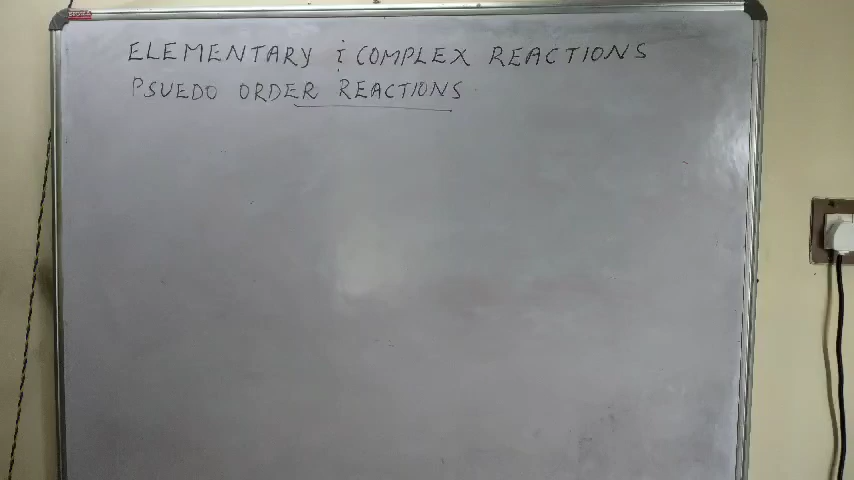 ELEMENTARY & COMPLEX REACTIONS
PSUEDO ORDER REACTIONS